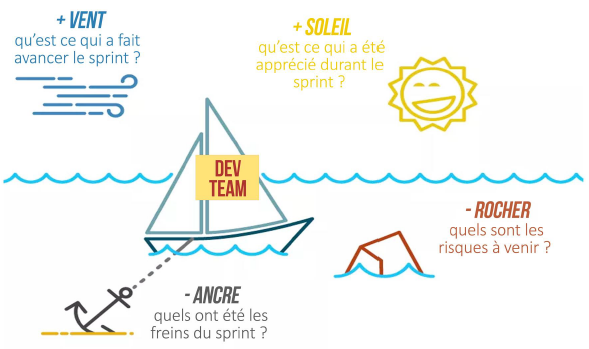 + VENT
qu'est ce qui a fait
avancer le sprint ?
+ SOLEIL
qu'est ce qui a été
apprécié durant le
sprint ?
DEV
TEAM
- ROCHER
quels sont les
risques à venir ?
- ANCRE
quels ont été les
freins du sprint ?